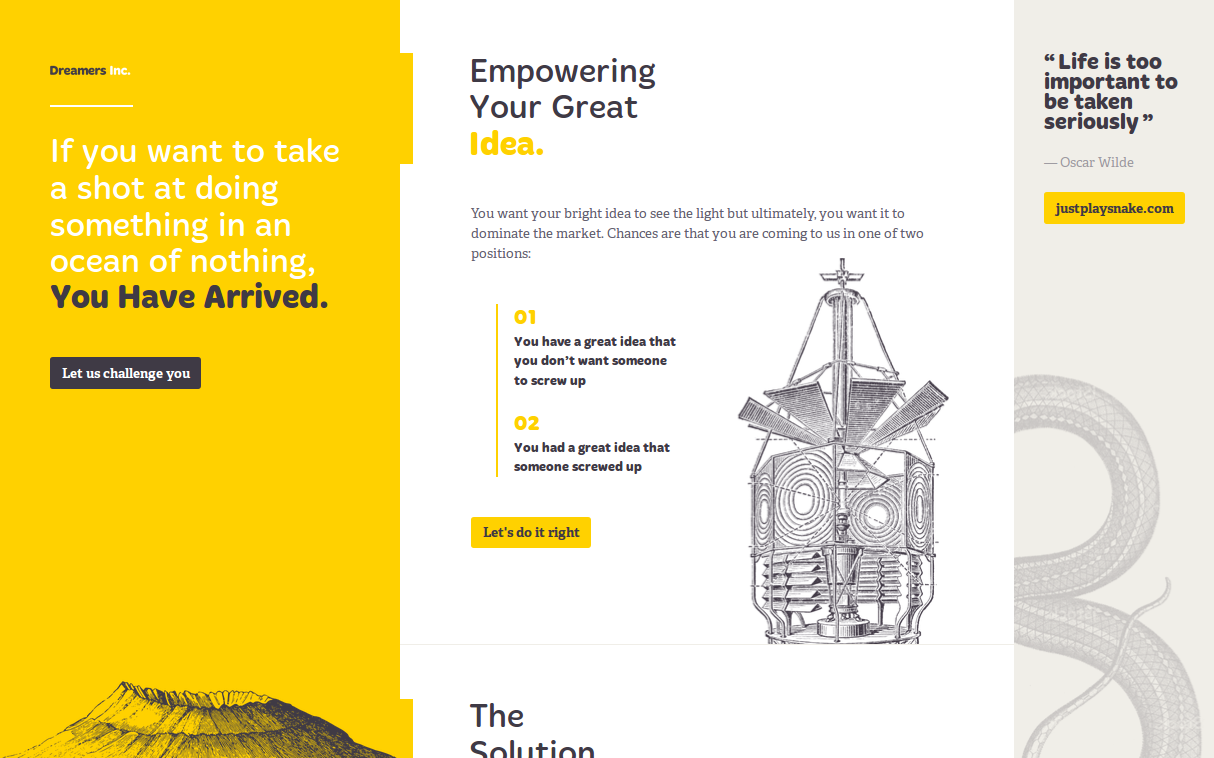 Dreamers Inc.
If you want to take
a shot at doing
something in an
ocean of nothing,
You Have Arrived.
Let us challenge you
Empowering
Your Great
Idea.
You want your bright idea to see the light but ultimately, you want it to
dominate the market. Chances are that you are coming to us in one of two
positions:
01
You have a great idea that
you don’t want someone
to screw up
02
You had a great idea that
someone screwed up
Let's do it right
The
Solution
“ Life is too
important to
be taken
seriously ”
— Oscar Wilde
justplaysnake.com